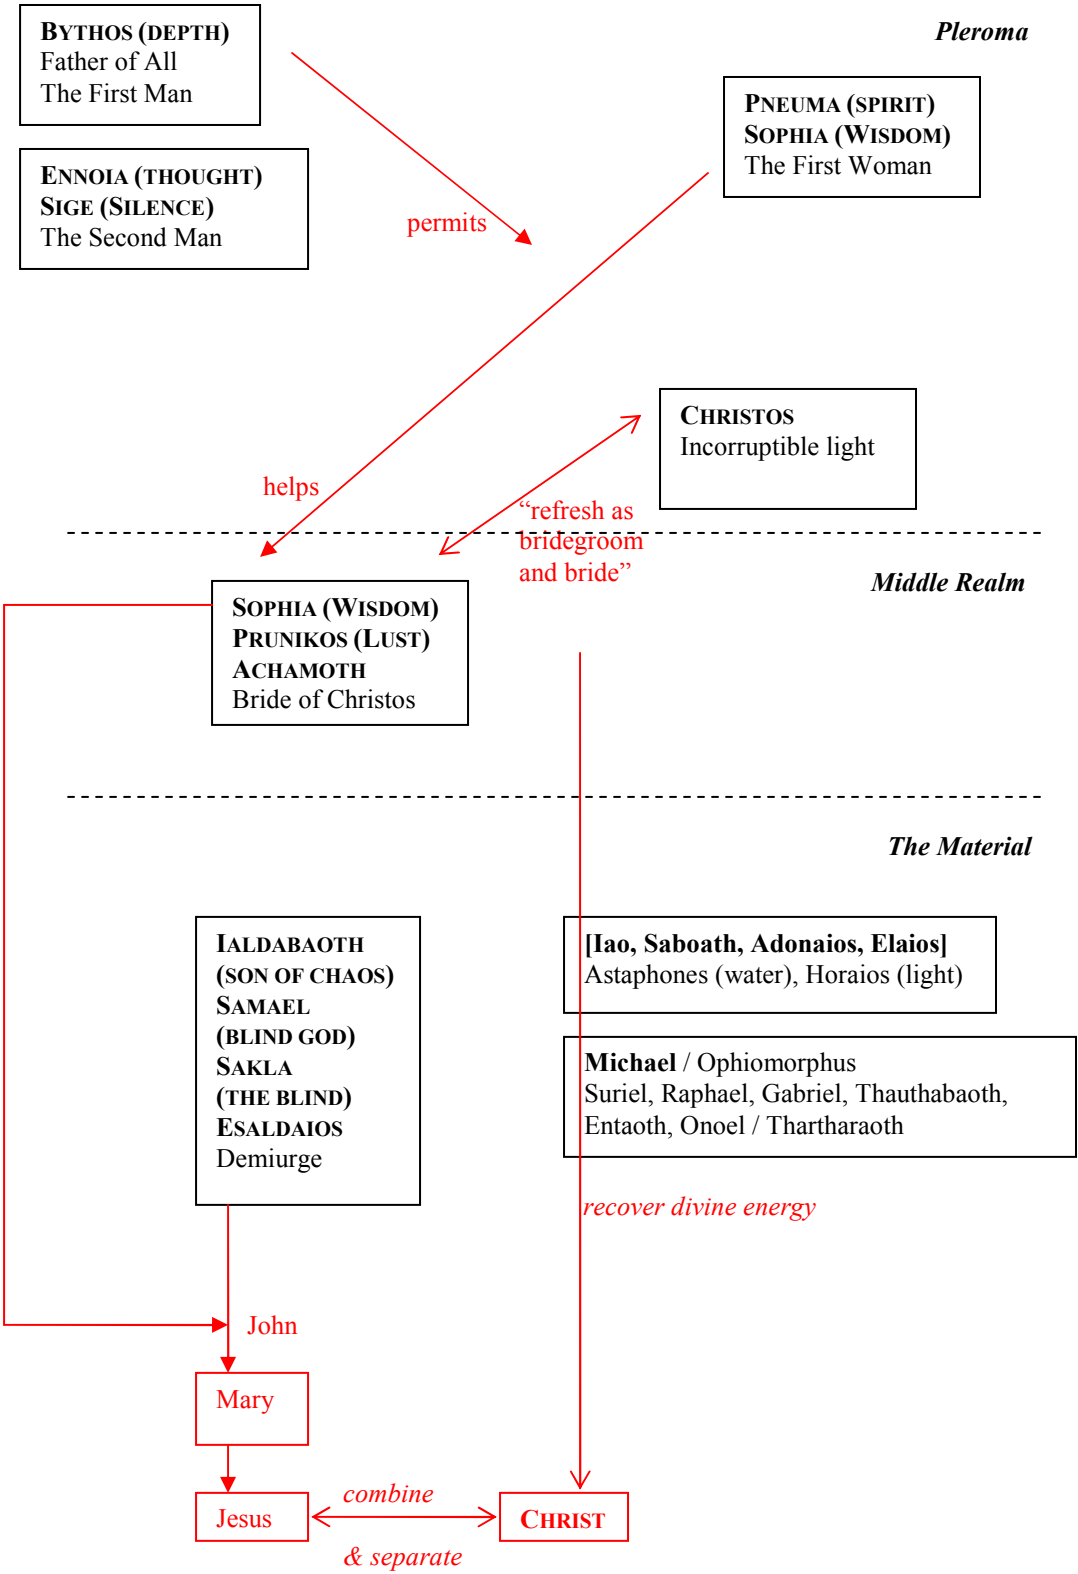 BYTHOS (DEPTH)
Father of All
The First Man
Pleroma
PNEUMA (SPIRIT)
SOPHIA (WISDOM)
The First Woman
ENNOIA (THOUGHT)
SIGE (SILENCE)
The Second Man
permits
CHRISTOS
Incorruptible light
helps
“refresh as
bridegroom
and bride”
Middle Realm
SOPHIA (WISDOM)
PRUNIKOS (LUST)
ACHAMOTH
Bride of Christos
The Material
IALDABAOTH
(SON OF CHAOS)
SAMAEL
(BLIND GOD)
SAKLA
(THE BLIND)
ESALDAIOS
Demiurge
[Iao, Saboath, Adonaios, Elaios]
Astaphones (water), Horaios (light)
Michael / Ophiomorphus
Suriel, Raphael, Gabriel, Thauthabaoth,
Entaoth, Onoel / Thartharaoth
recover divine energy
John
Mary
Jesus
combine
& separate
CHRIST